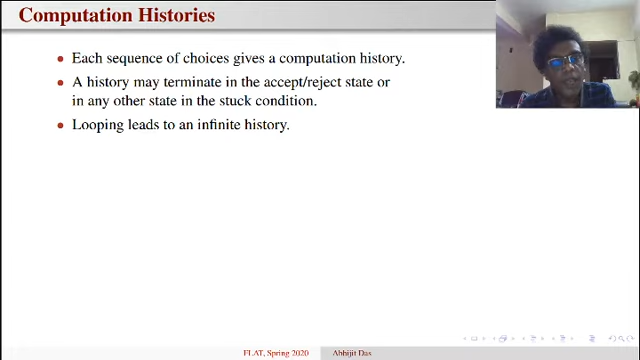 Computation Histories
Each sequence of choices gives a computation history.
A history may terminate in the accept/reject state or
in any other state in the stuck condition.
Looping leads to an infinite history.
FLAT, Spring 2020 Abhijit Das